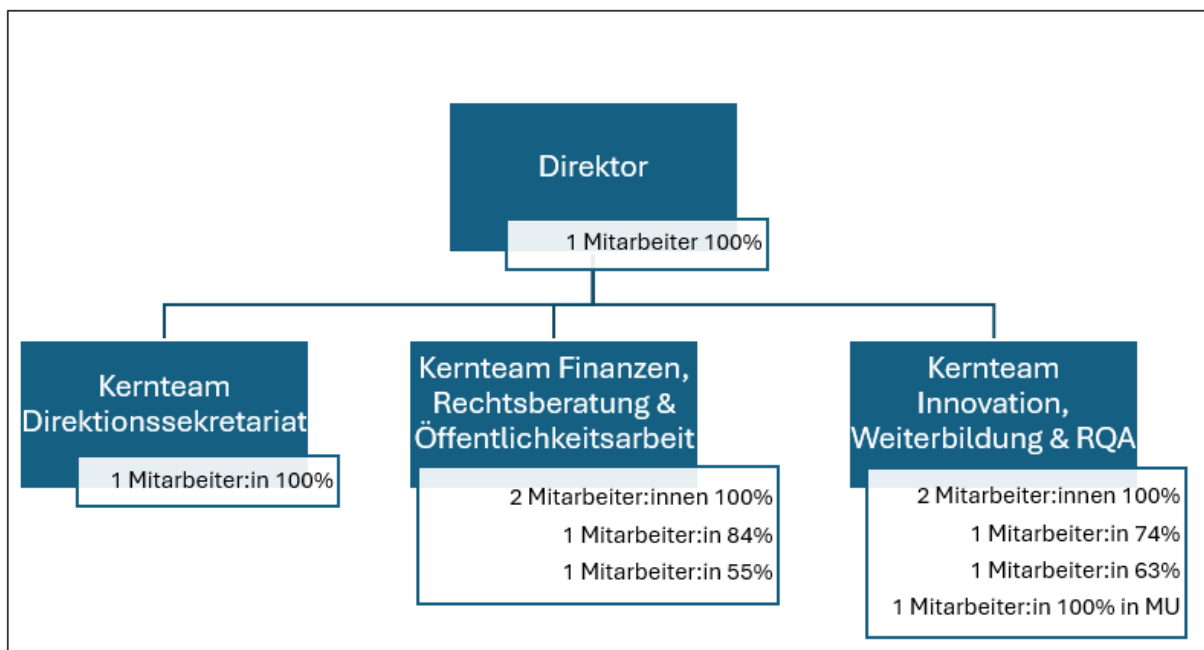 Direktor
1 Mitarbeiter 100%
Kernteam
Direktionssekretariat
1 Mitarbeiter:in 100%
Kernteam Finanzen,
Rechtsberatung &
Öffentlichkeitsarbeit
2 Mitarbeiter:innen 100%
1 Mitarbeiter:in 84%
1 Mitarbeiter:in 55%
Kernteam
Innovation,
Weiterbildung & RQA
2 Mitarbeiter:innen 100%
1 Mitarbeiter:in 74%
1 Mitarbeiter:in 63%
1 Mitarbeiter:in 100% in MU